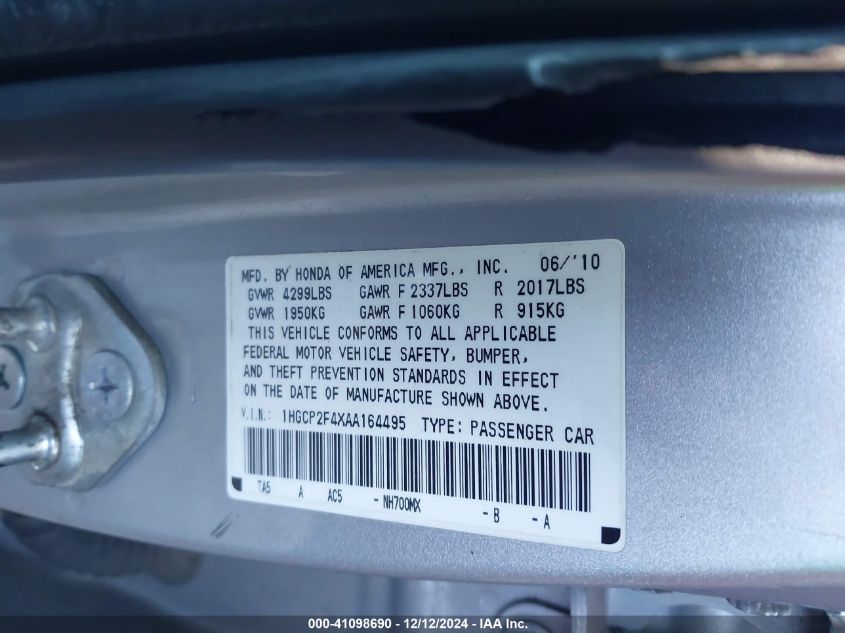 MFD. BY HONDA OF AMERICA MFG., INC. 06/'10
GVWR 4299LBS GAWR F 2337LBS R 2017LBS
GVWR 1950KG GAWR F 1060KG R 915KG
THIS VEHICLE CONFORMS TO ALL APPLICABLE
FEDERAL MOTOR VEHICLE SAFETY, BUMPER,
AND THEFT PREVENTION STANDARDS IN EFFECT
ON THE DATE OF MANUFACTURE SHOWN ABOVE.
V.I.N.: 1HGCP2F4XAA164495 TYPE: PASSENGER CAR
TA5 A AC5 - NH700MX - B - A
000-41098690 - 12/12/2024 - IAA Inc.